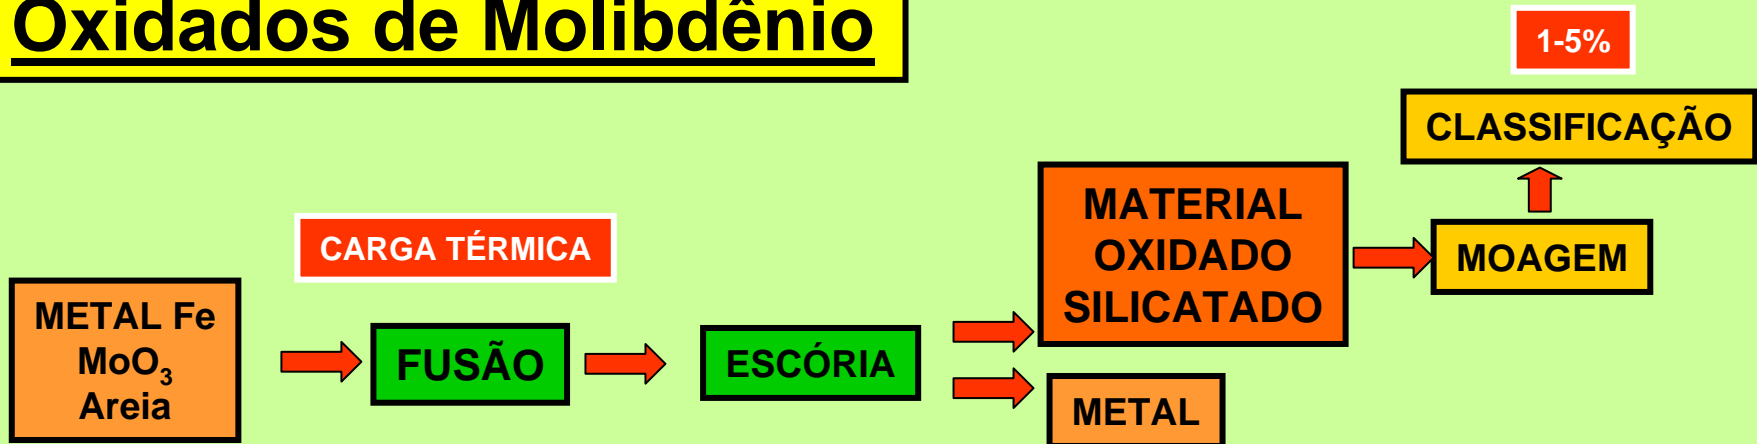 Oxidados de Molibdênio
1-5%
CLASSIFICAÇÃO
MATERIAL
OXIDADO
SILICATADO
CARGA TÉRMICA
MOAGEM
METAL Fe
MoO₃
Areia
FUSÃO
ESCÓRIA
METAL